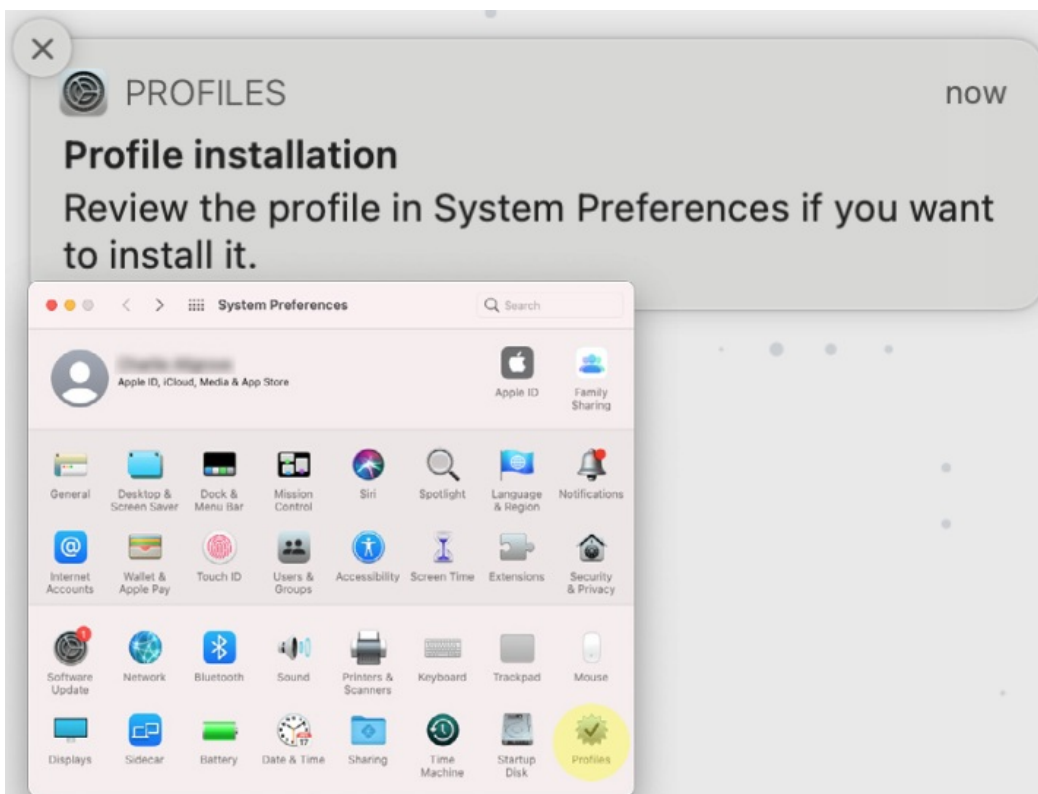 PROFILES
now
Profile installation
Review the profile in System Preferences if you want
to install it.
System Preferences
Search
Apple ID, iCloud, Media & App Store
Apple ID
Family
Sharing
General
Desktop &
Screen Saver
Dock &
Menu Bar
Mission
Control
Siri
Spotlight
Language
& Region
Notifications
Internet
Accounts
Wallet &
Apple Pay
Touch ID
Users &
Groups
Accessibility
Screen Time
Extensions
Security
& Privacy
1
Software
Update
Network
Bluetooth
Sound
Printers &
Scanners
Keyboard
Trackpad
Mouse
Displays
Sidecar
Battery
17
Date & Time
Sharing
Time
Machine
Startup
Disk
Profiles